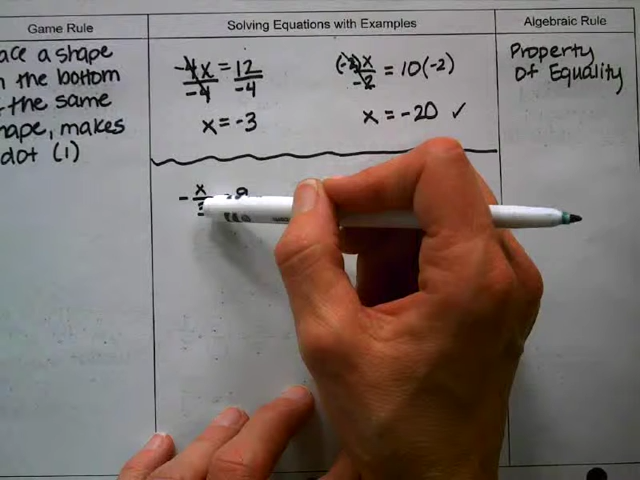 Game Rule
Solving Equations with Examples
Algebraic Rule
ace a shape
n the bottom
the same
hape, makes
dot (1)
-4x/-4 = 12/-4
x = -3
(-2)x/-2 = 10(-2)
x = -20 ✓
Property
of Equality
- x